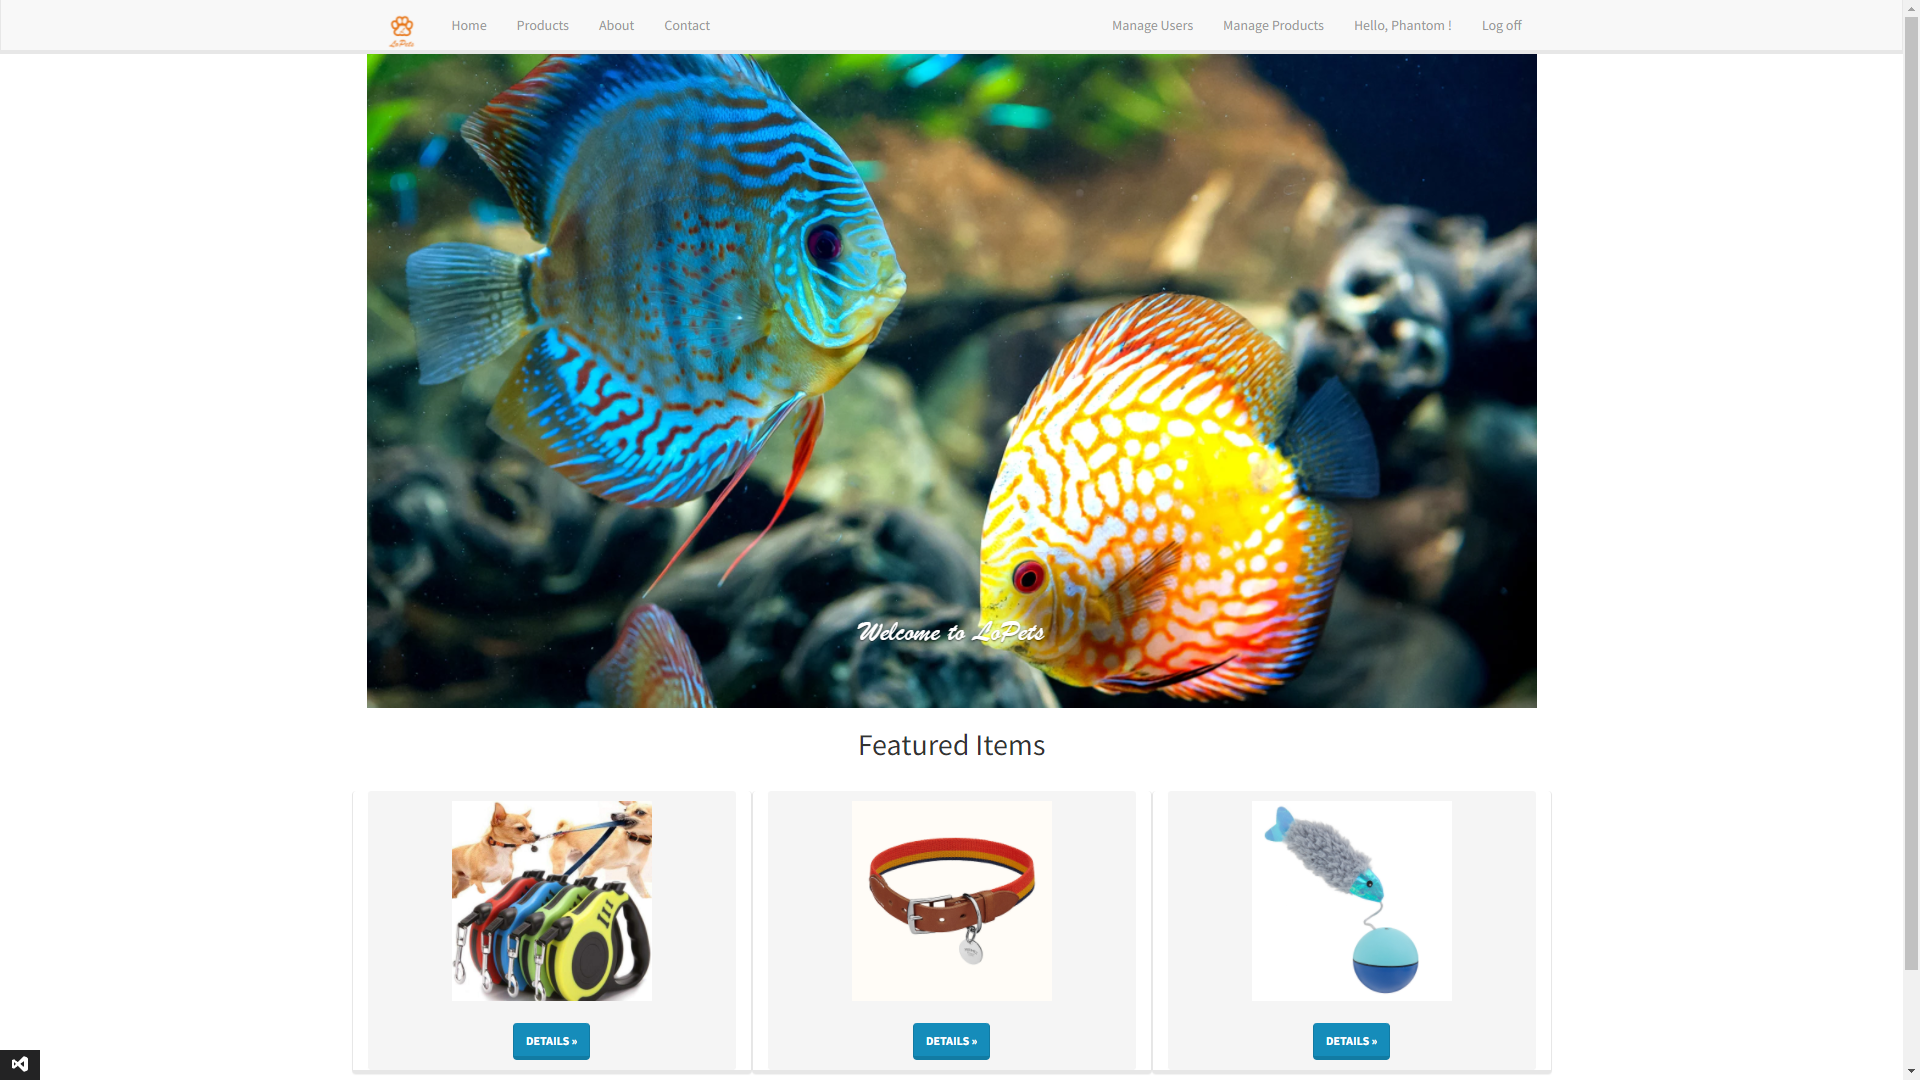 LoPets
Home
Products
About
Contact
Manage Users
Manage Products
Hello, Phantom !
Log off
Welcome to LoPets
Featured Items
DETAILS »
DETAILS »
DETAILS »